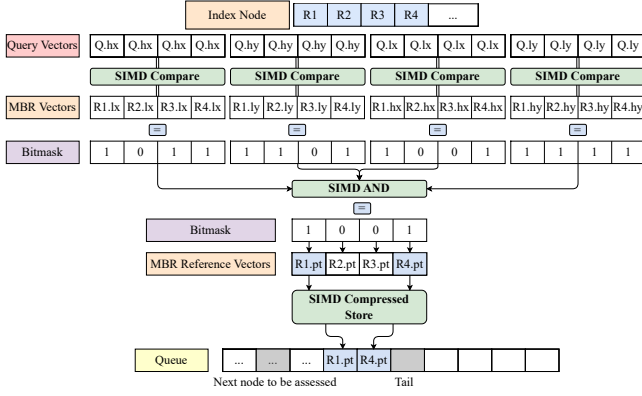 Index Node R1 R2 R3 R4 ...
Query Vectors Q.hx Q.hx Q.hx Q.hx Q.hy Q.hy Q.hy Q.hy Q.lx Q.lx Q.lx Q.lx Q.ly Q.ly Q.ly Q.ly
SIMD Compare SIMD Compare SIMD Compare SIMD Compare
MBR Vectors R1.lx R2.lx R3.lx R4.lx R1.ly R2.ly R3.ly R4.ly R1.hx R2.hx R3.hx R4.hx R1.hy R2.hy R3.hy R4.hy
= = = =
Bitmask 1 0 1 1 1 1 0 1 1 0 0 1 1 1 1 1
SIMD AND
=
Bitmask 1 0 0 1
MBR Reference Vectors R1.pt R2.pt R3.pt R4.pt
SIMD Compressed
Store
Queue ... ... ... R1.pt R4.pt
Next node to be assessed Tail